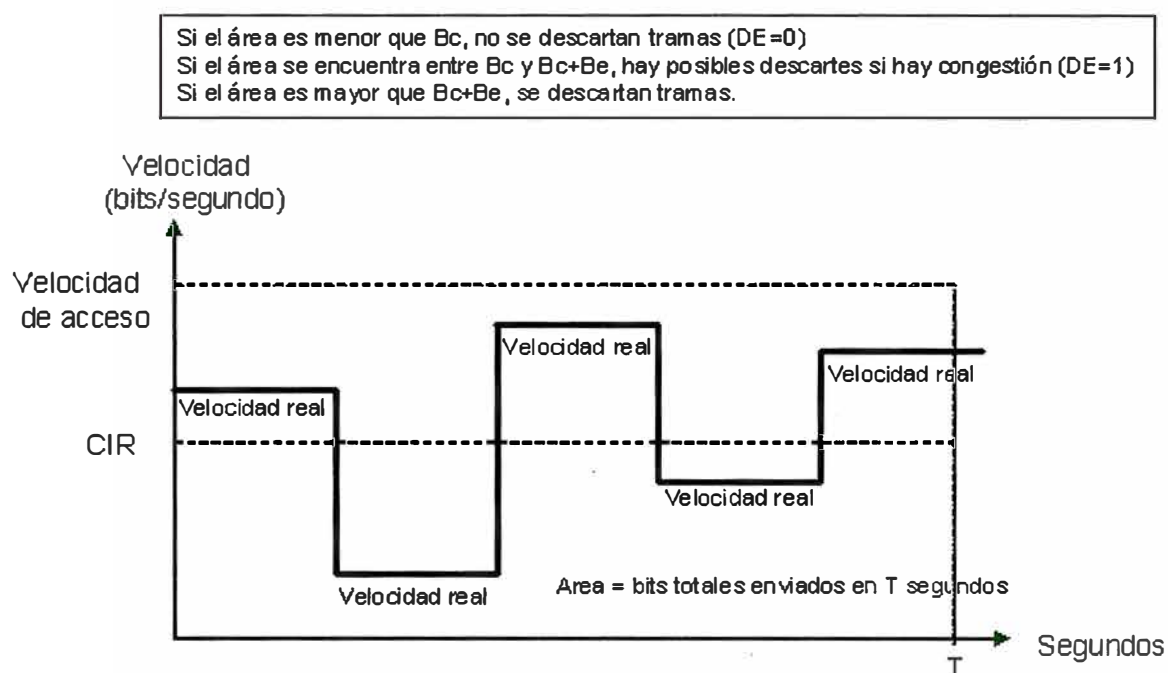 Si el área es menor que Bc, no se descartan tramas (DE=0)
Si el área se encuentra entre Bc y Bc+Be, hay posibles descartes si hay congestión (DE=1)
Si el área es mayor que Bc+Be, se descartan tramas.
Velocidad
(bits/segundo)
Velocidad
de acceso
Velocidad real
Velocidad real
Velocidad real
CIR
Velocidad real
Velocidad real
Area = bits totales enviados en T segundos
Segundos
T